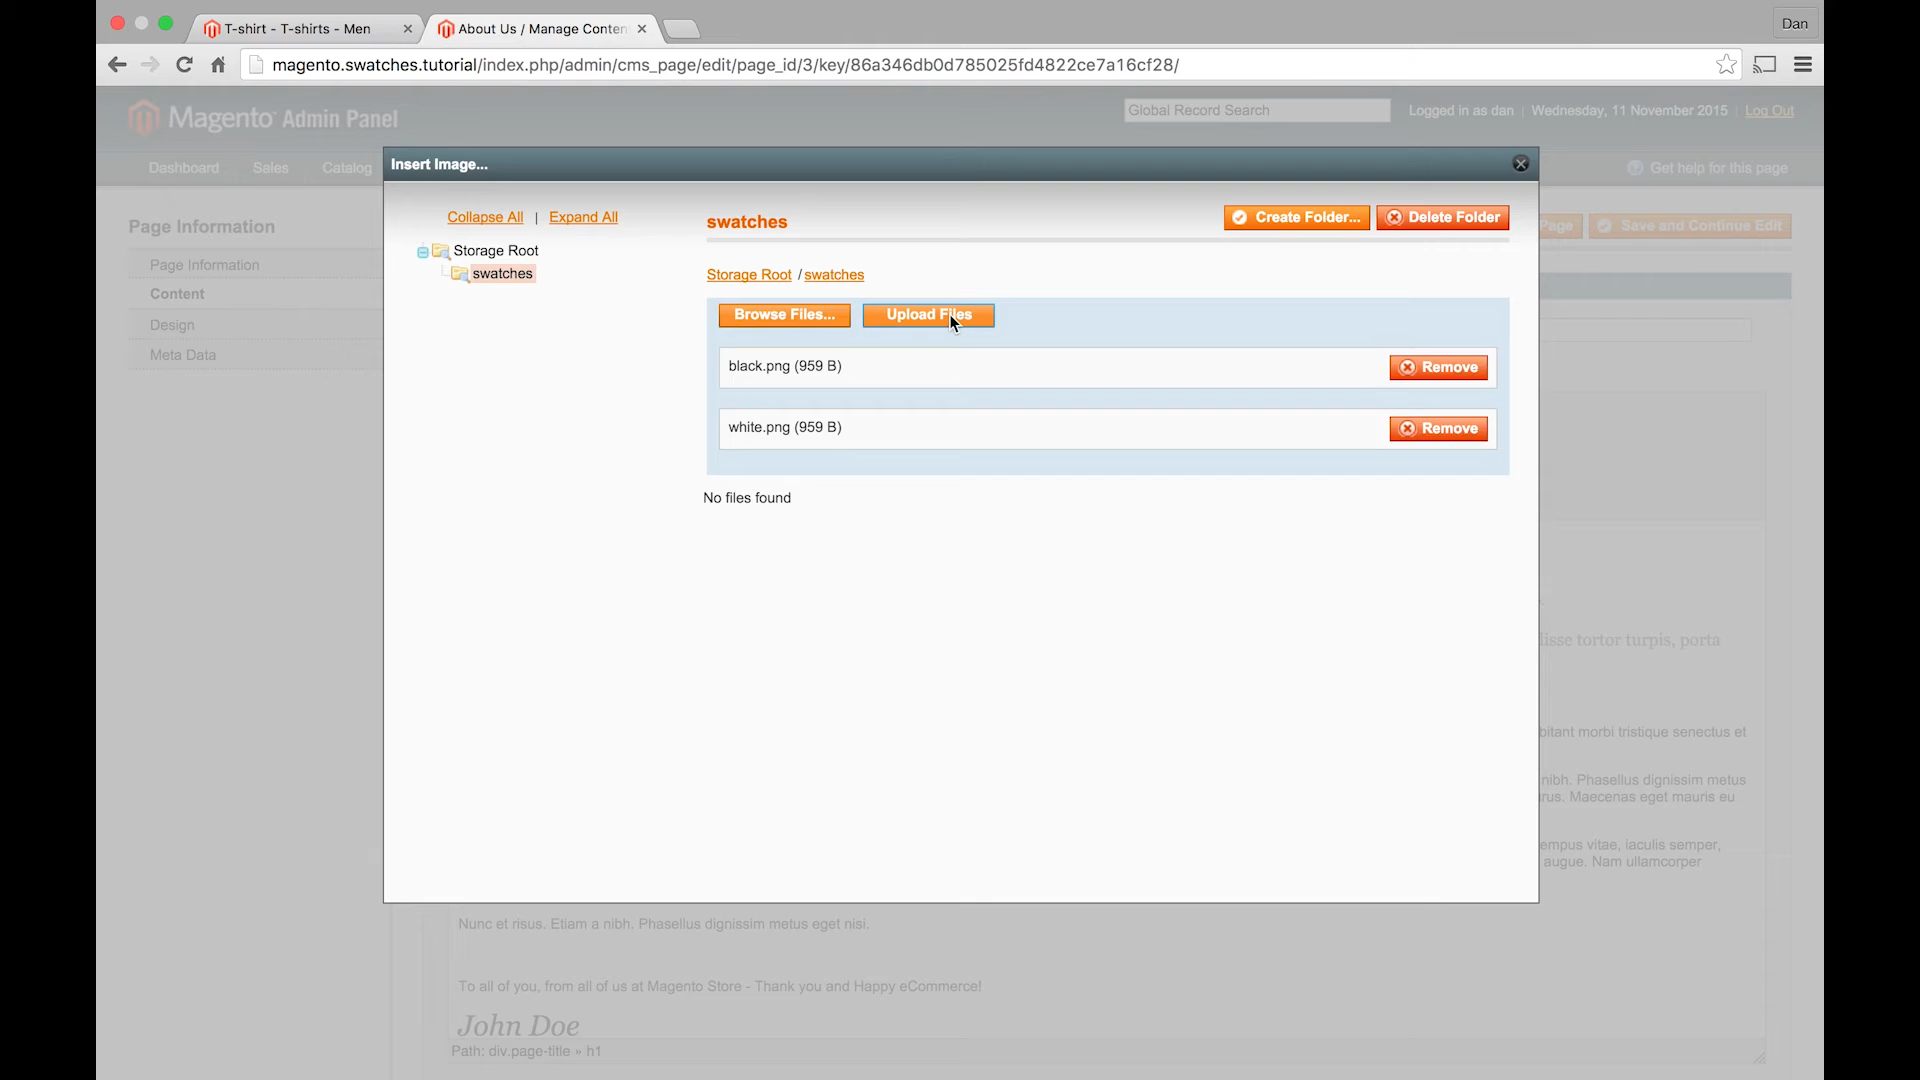 T-shirt - T-shirts - Men
About Us / Manage Conten
Dan
magento.swatches.tutorial/index.php/admin/cms_page/edit/page_id/3/key/86a346db0d785025fd4822ce7a16cf28/
Magento Admin Panel
Global Record Search
Logged in as dan | Wednesday, 11 November 2015 | Log Out
Dashboard
Sales
Catalog
Get help for this page
Insert Image...
Page Information
Page Information
Content
Design
Meta Data
Page
Save and Continue Edit
Collapse All | Expand All
Storage Root
swatches
swatches
Create Folder...
Delete Folder
Storage Root / swatches
Browse Files...
Upload Files
black.png (959 B)
Remove
white.png (959 B)
Remove
No files found
disse tortor turpis, porta
bitant morbi tristique senectus et
nibh. Phasellus dignissim metus
urus. Maecenas eget mauris eu
empus vitae, iaculis semper,
augue. Nam ullamcorper
Nunc et risus. Etiam a nibh. Phasellus dignissim metus eget nisi.
To all of you, from all of us at Magento Store - Thank you and Happy eCommerce!
John Doe
Path: div.page-title » h1